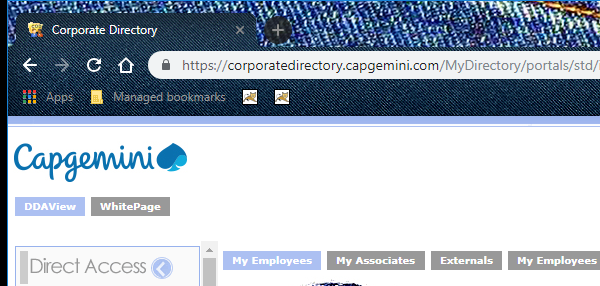 Corporate Directory
https://corporatedirectory.capgemini.com/MyDirectory/portals/std/
Apps Managed bookmarks
Capgemini
DDAView WhitePage
Direct Access
My Employees My Associates Externals My Employees